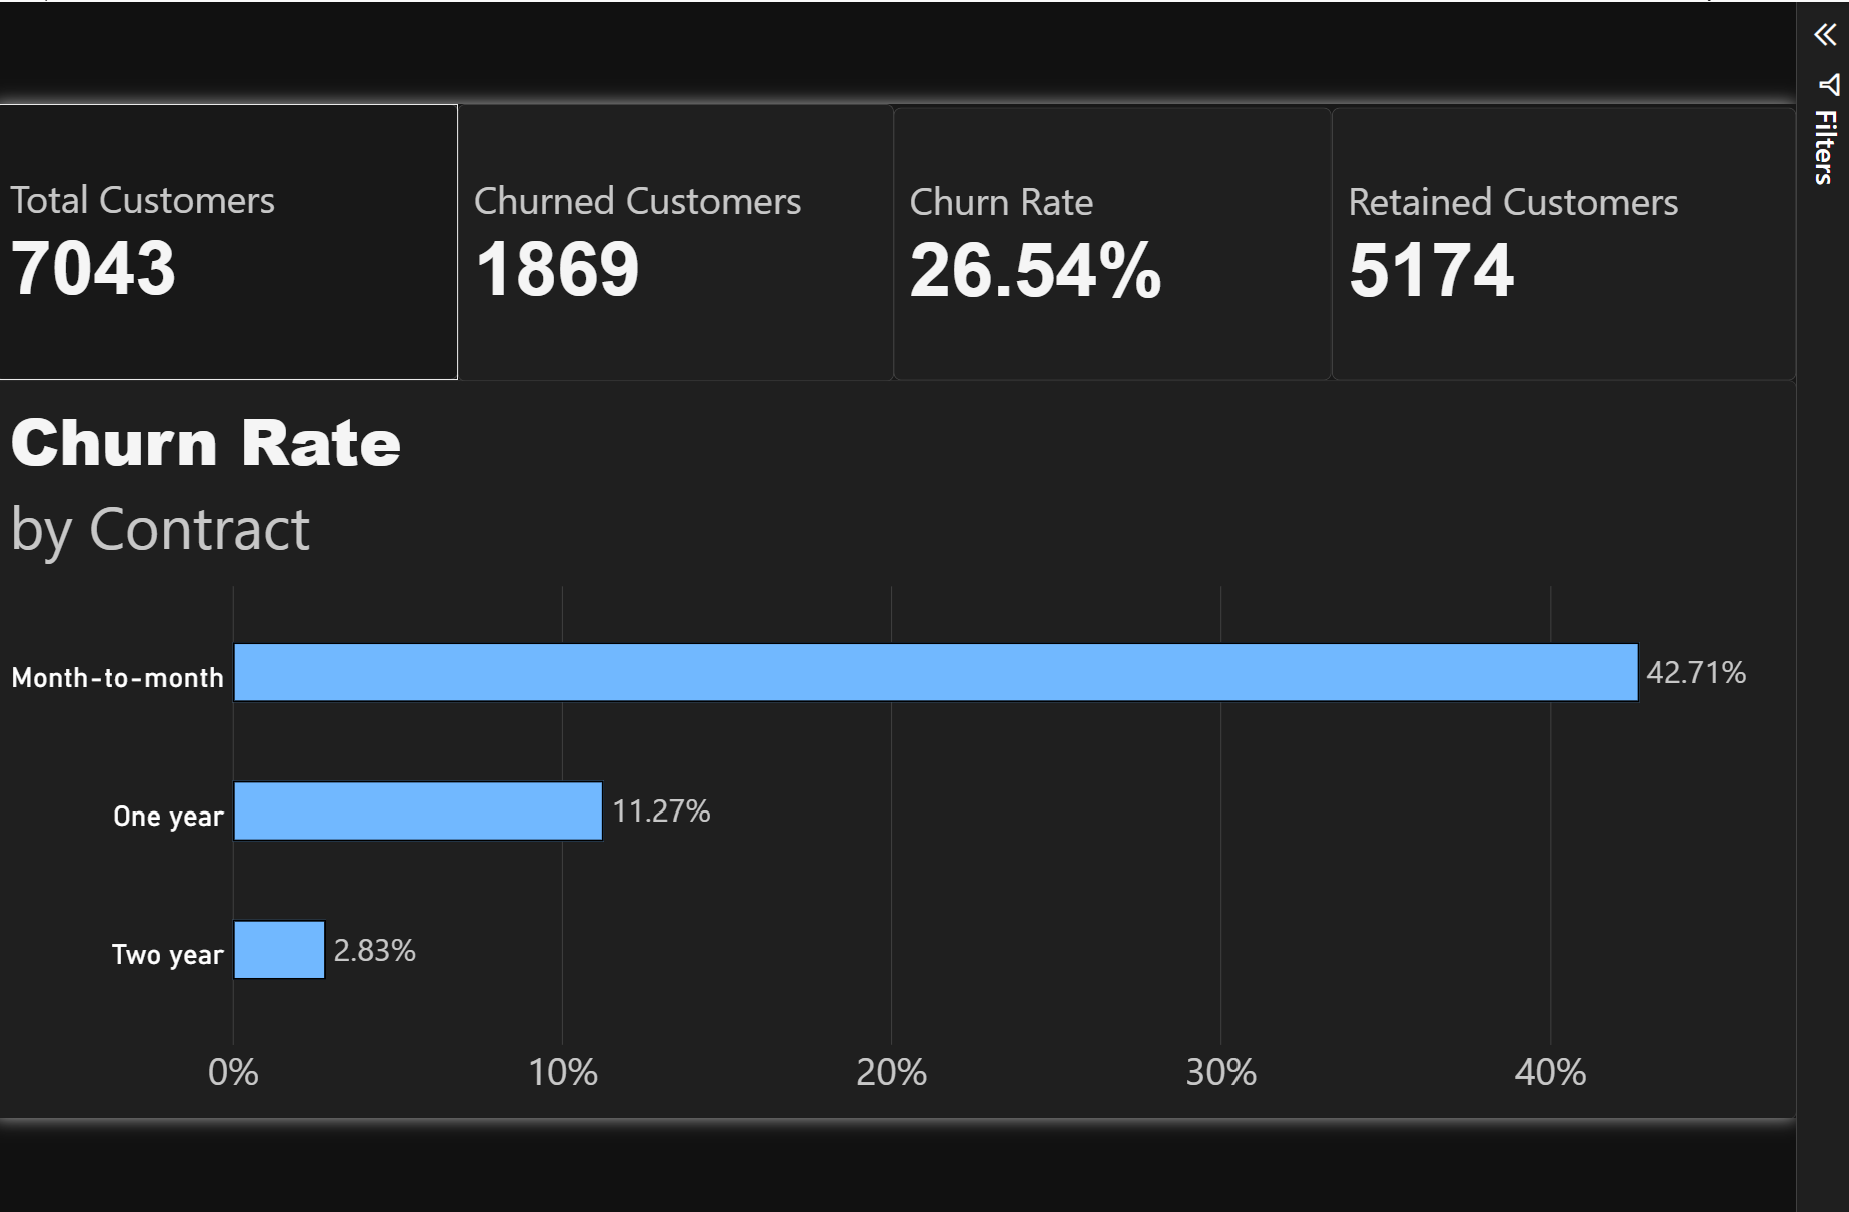 Filters
Total Customers
7043
Churned Customers
1869
Churn Rate
26.54%
Retained Customers
5174
Churn Rate
by Contract
Month-to-month
42.71%
One year
11.27%
Two year
2.83%
0% 10% 20% 30% 40%